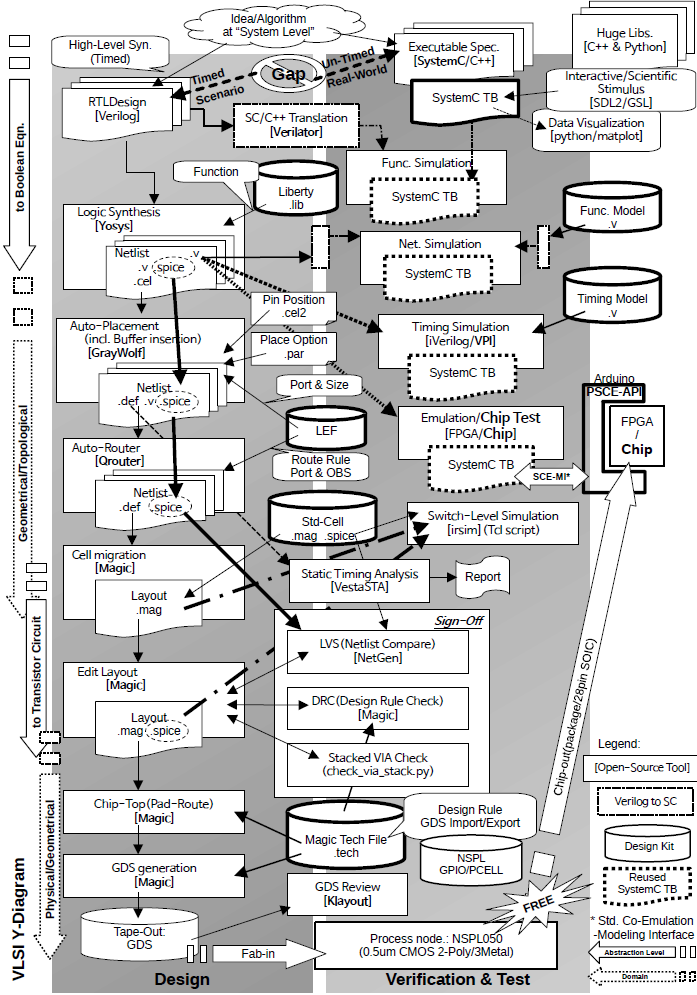 Idea/Algorithm
at “System Level”
High-Level Syn.
(Timed)
Executable Spec.
[SystemC/C++]
Huge Libs.
[C++ & Python]
Gap
Timed
Scenario
Un-Timed
Real-World
RTLDesign
[Verilog]
SC/C++ Translation
[Verilator]
SystemC TB
Interactive/Scientific
Stimulus
[SDL2/GSL]
Data Visualization
[python/matplot]
to Boolean Eqn.
Function
Liberty
.lib
Func. Simulation
SystemC TB
Logic Synthesis
[Yosys]
Netlist
.v
.v
.spice
.cel
Net. Simulation
SystemC TB
Func. Model
.v
Timing Model
.v
Pin Position
.cel2
Place Option
.par
Auto-Placement
(incl. Buffer insertion)
[GrayWolf]
Netlist
.def .v .spice
Timing Simulation
[iVerilog/VPI]
SystemC TB
Port & Size
LEF
Route Rule
Port & OBS
Emulation/Chip Test
[FPGA/Chip]
SystemC TB
SCE-MI*
Arduino
PSCE-API
FPGA
/
Chip
Geometrical/Topological
Auto-Router
[Qrouter]
Netlist
.def .spice
Std-Cell
.mag .spice
Switch-Level Simulation
[irsim] (Tcl script)
Cell migration
[Magic]
Layout
.mag
Static Timing Analysis
[VestaSTA]
Report
Sign-Off
LVS(Netlist Compare)
[NetGen]
DRC(Design Rule Check)
[Magic]
Stacked VIA Check
(check_via_stack.py)
to Transistor Circuit
Edit Layout
[Magic]
Layout
.mag .spice
Chip-out(package/28pin SOIC)
Chip-Top(Pad-Route)
[Magic]
Magic Tech File
.tech
Design Rule
GDS Import/Export
NSPL
GPIO/PCELL
GDS generation
[Magic]
GDS Review
[Klayout]
Physical/Geometrical
VLSI Y-Diagram
Tape-Out:
GDS
Fab-in
Process node.: NSPL050
(0.5um CMOS 2-Poly/3Metal)
FREE
Design
Verification & Test
Legend:
[Open-Source Tool]
Verilog to SC
Design Kit
Reused
SystemC TB
* Std. Co-Emulation
-Modeling Interface
Abstraction Level
Domain